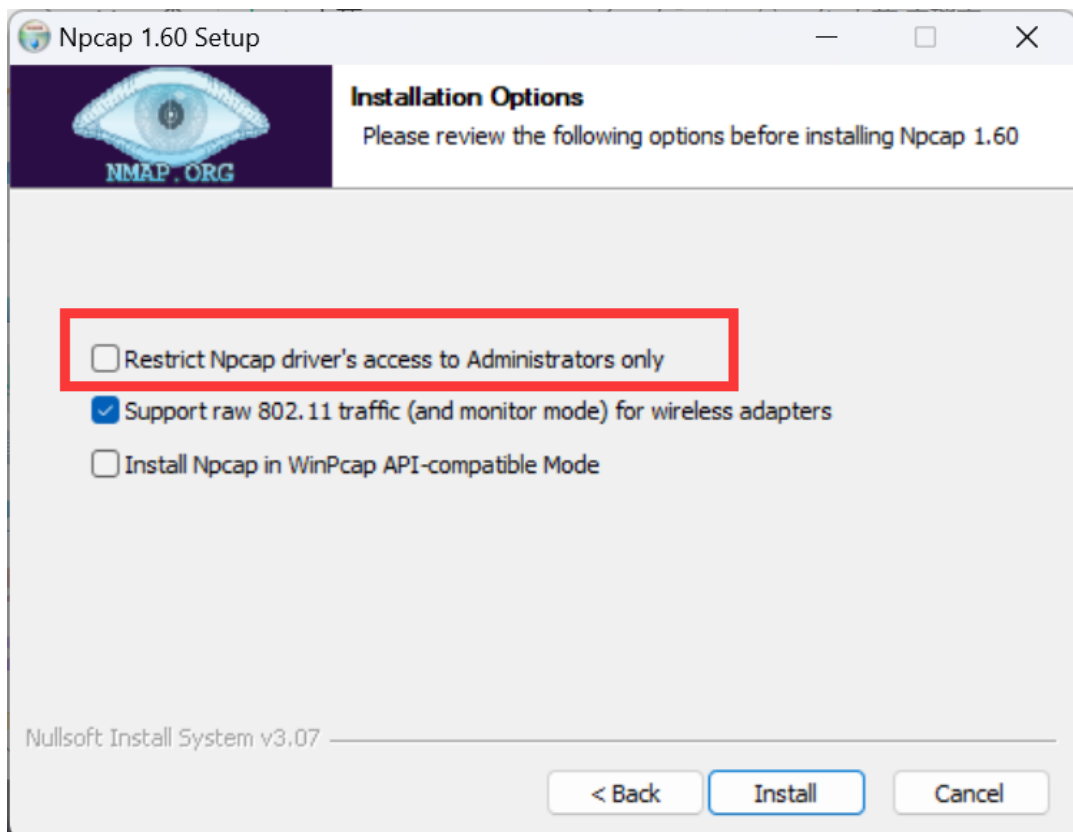 Npcap 1.60 Setup
NMAP.ORG
Installation Options
Please review the following options before installing Npcap 1.60
Restrict Npcap driver's access to Administrators only
Support raw 802.11 traffic (and monitor mode) for wireless adapters
Install Npcap in WinPcap API-compatible Mode
Nullsoft Install System v3.07
< Back
Install
Cancel